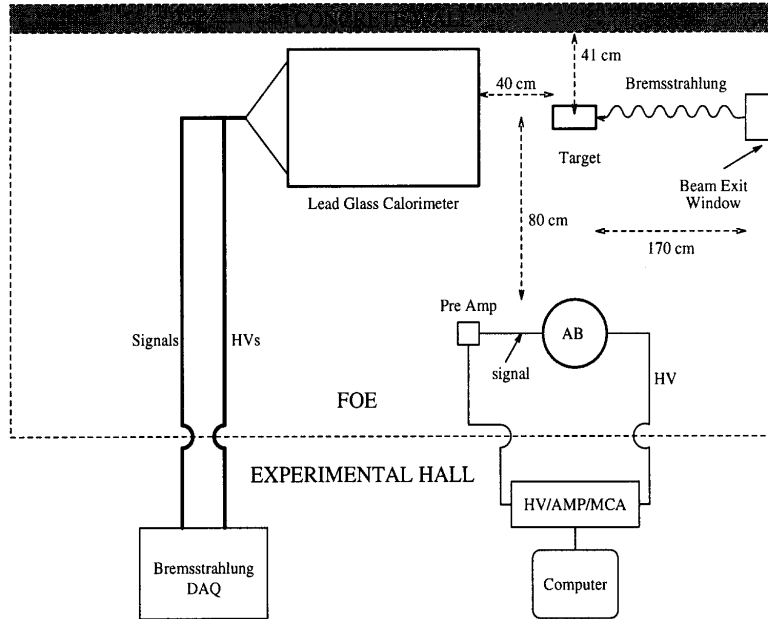 CONCRETE WALL
41 cm
40 cm
Bremsstrahlung
Target
Beam Exit
Window
Lead Glass Calorimeter
80 cm
170 cm
Pre Amp
Signals
HVs
AB
signal
HV
FOE
EXPERIMENTAL HALL
HV/AMP/MCA
Bremsstrahlung
DAQ
Computer